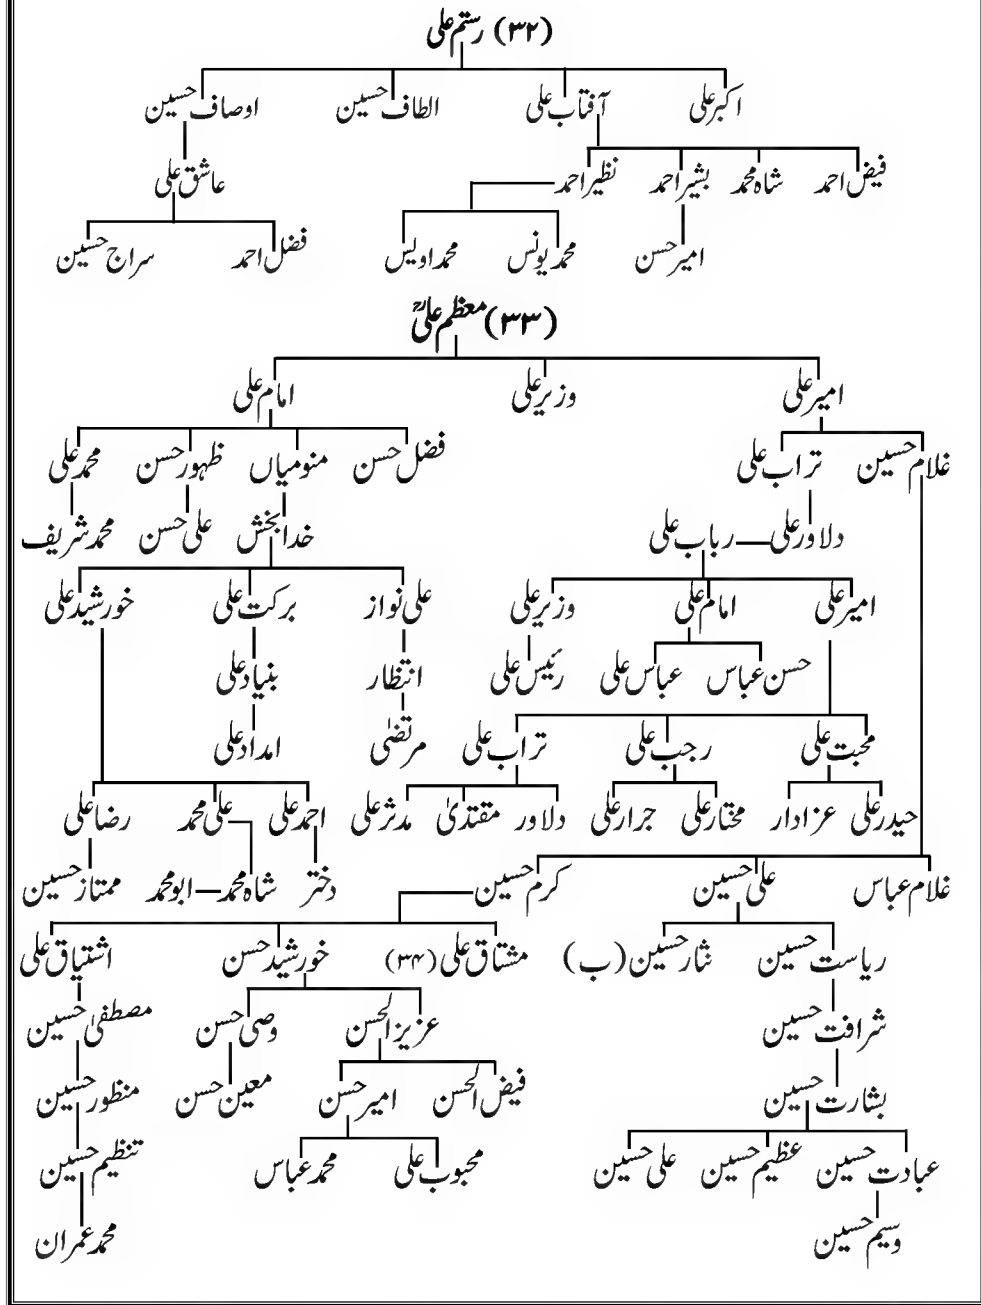 (۳۲) رستم علی
اکبر علی آفتاب علی الطاف حسین اوصاف حسین
فیض احمد شاہ محمد بشیر احمد نظیر احمد عاشق علی
امیر حسن محمد یونس محمد اویس فضل احمد سراج حسین
(۳۳) معظم علیؒ
امیر علی وزیر علی امام علی
غلام حسین تراب علی فضل حسن منومیاں ظہور حسن محمد علی
دلاور علی رباب علی خدا بخش علی حسن محمد شریف
امیر علی امام علی وزیر علی علی نواز برکت علی خورشید علی
حسن عباس عباس علی رئیس علی انتظار بنیاد علی
محبت علی رجب علی تراب علی مرتضٰی امداد علی
حیدر علی عزادار مختار علی جرار علی دلاور مقتدیٰ مدثر علی احمد علی علی محمد رضا علی
غلام عباس علی حسین کرم حسین دختر شاہ محمد ابو محمد ممتاز حسین
ریاست حسین نثار حسین (ب) مشتاق علی (۳۴) خورشید حسن اشتیاق علی
شرافت حسین عزیز الحسن وصی حسن مصطفیٰ حسین
بشارت حسین فیض الحسن امیر حسن معین حسن منظور حسین
عبادت حسین عظیم حسین علی حسین محبوب علی محمد عباس تنظیم حسین
وسیم حسین محمد عمران